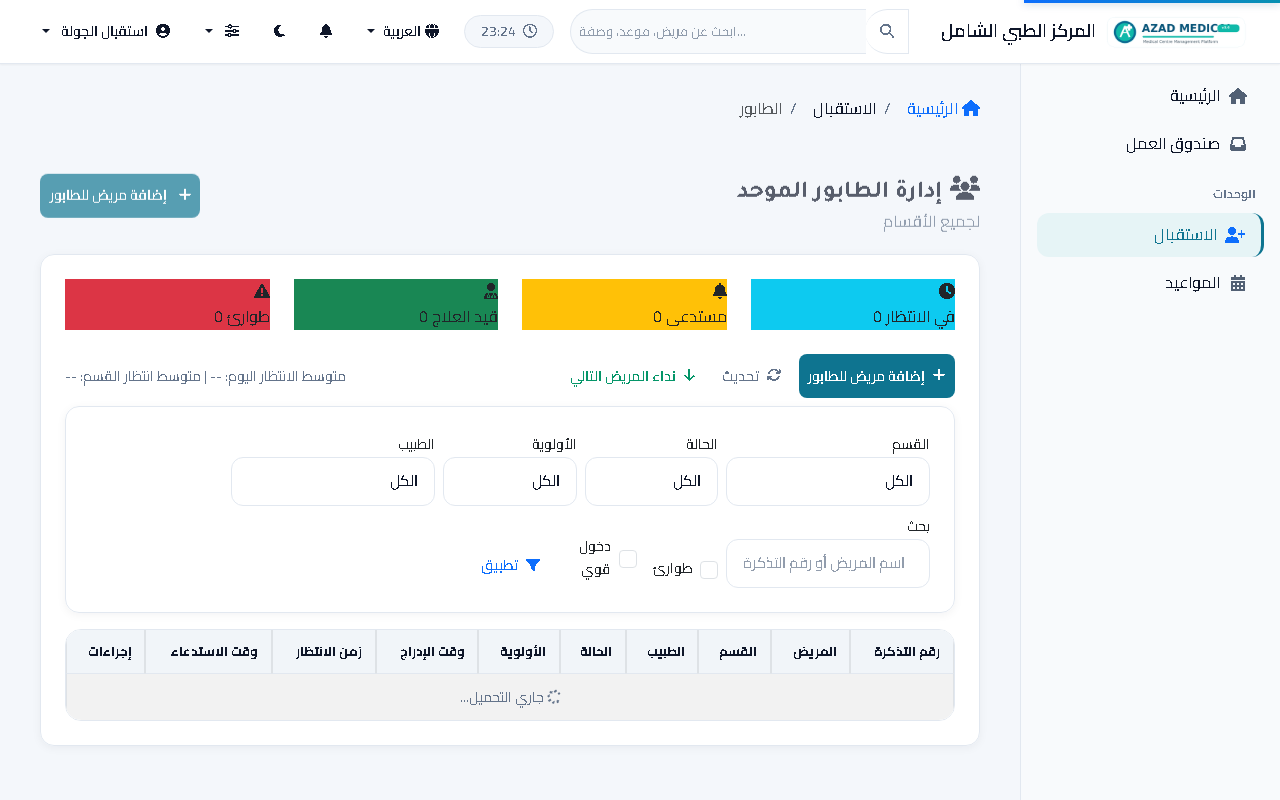 AZAD MEDIC
Medical Centre Management Platform
المركز الطبي الشامل
ابحث عن مريض، موعد، وصفة...
23:24
العربية
استقبال الجولة
الرئيسية
صندوق العمل
الوحدات
الاستقبال
المواعيد
الرئيسية / الاستقبال / الطابور
إدارة الطابور الموحد
لجميع الأقسام
إضافة مريض للطابور
في الانتظار 0
مستدعى 0
قيد العلاج 0
طوارئ 0
إضافة مريض للطابور
تحديث
نداء المريض التالي
متوسط الانتظار اليوم: -- | متوسط انتظار القسم: --
القسم
الحالة
الأولوية
الطبيب
الكل
الكل
الكل
الكل
بحث
اسم المريض أو رقم التذكرة
طوارئ
دخول
قوي
تطبيق
رقم التذكرة
المريض
القسم
الطبيب
الحالة
الأولوية
وقت الإدراج
زمن الانتظار
وقت الاستدعاء
إجراءات
جاري التحميل...